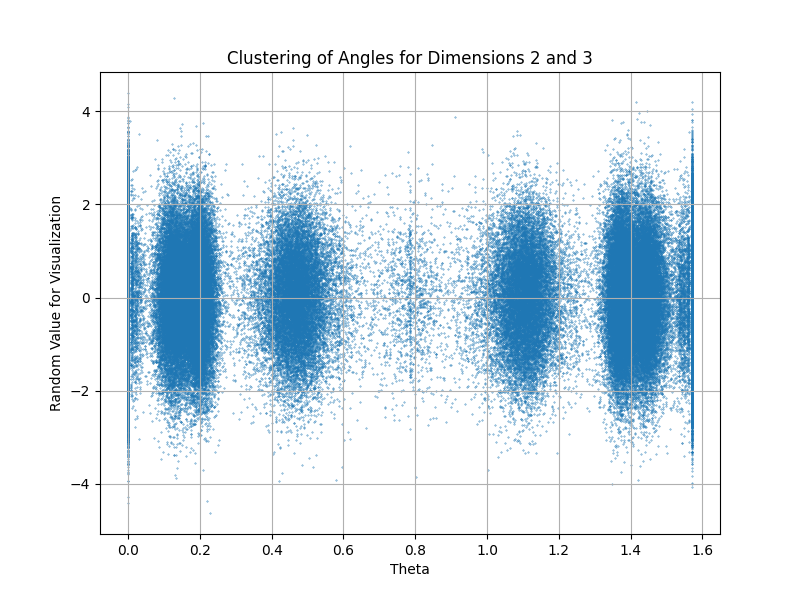 Clustering of Angles for Dimensions 2 and 3
Random Value for Visualization
4
2
0
−2
−4
0.0 0.2 0.4 0.6 0.8 1.0 1.2 1.4 1.6
Theta